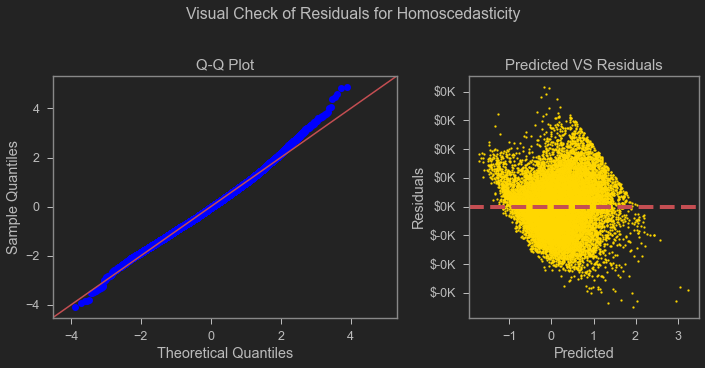 Visual Check of Residuals for Homoscedasticity
Q-Q Plot
4
2
0
−2
−4
Sample Quantiles
−4
−2
0
2
4
Theoretical Quantiles
Predicted VS Residuals
$0K
$0K
$0K
$0K
$0K
$-0K
$-0K
$-0K
Residuals
−1
0
1
2
3
Predicted